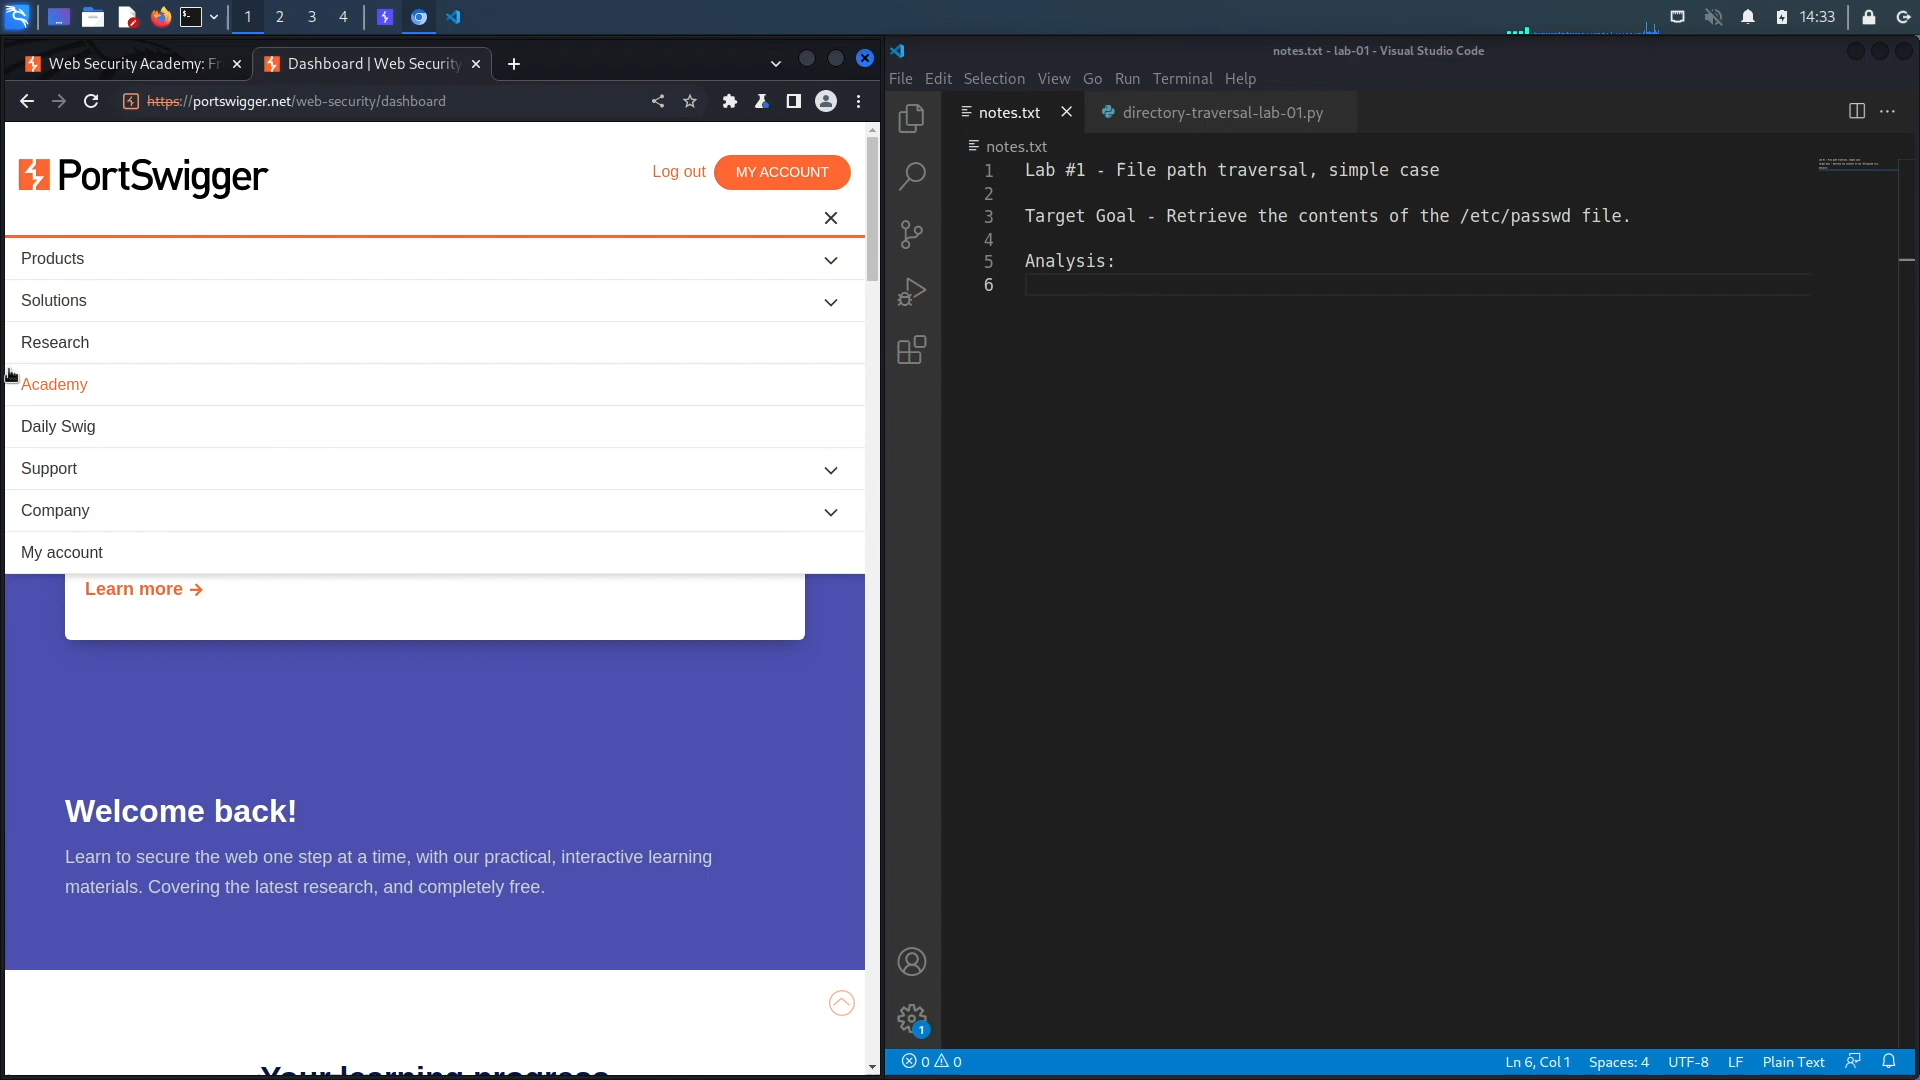 1 2 3 4
14:33
Web Security Academy: Fr
Dashboard | Web Security
https://portswigger.net/web-security/dashboard
PortSwigger
Log out
MY ACCOUNT
Products
Solutions
Research
Academy
Daily Swig
Support
Company
My account
Learn more →
Welcome back!
Learn to secure the web one step at a time, with our practical, interactive learning
materials. Covering the latest research, and completely free.
Your learning progress
notes.txt - lab-01 - Visual Studio Code
File Edit Selection View Go Run Terminal Help
notes.txt
directory-traversal-lab-01.py
notes.txt
1 Lab #1 - File path traversal, simple case
2
3 Target Goal - Retrieve the contents of the /etc/passwd file.
4
5 Analysis:
6
1
0 0
Ln 6, Col 1 Spaces: 4 UTF-8 LF Plain Text